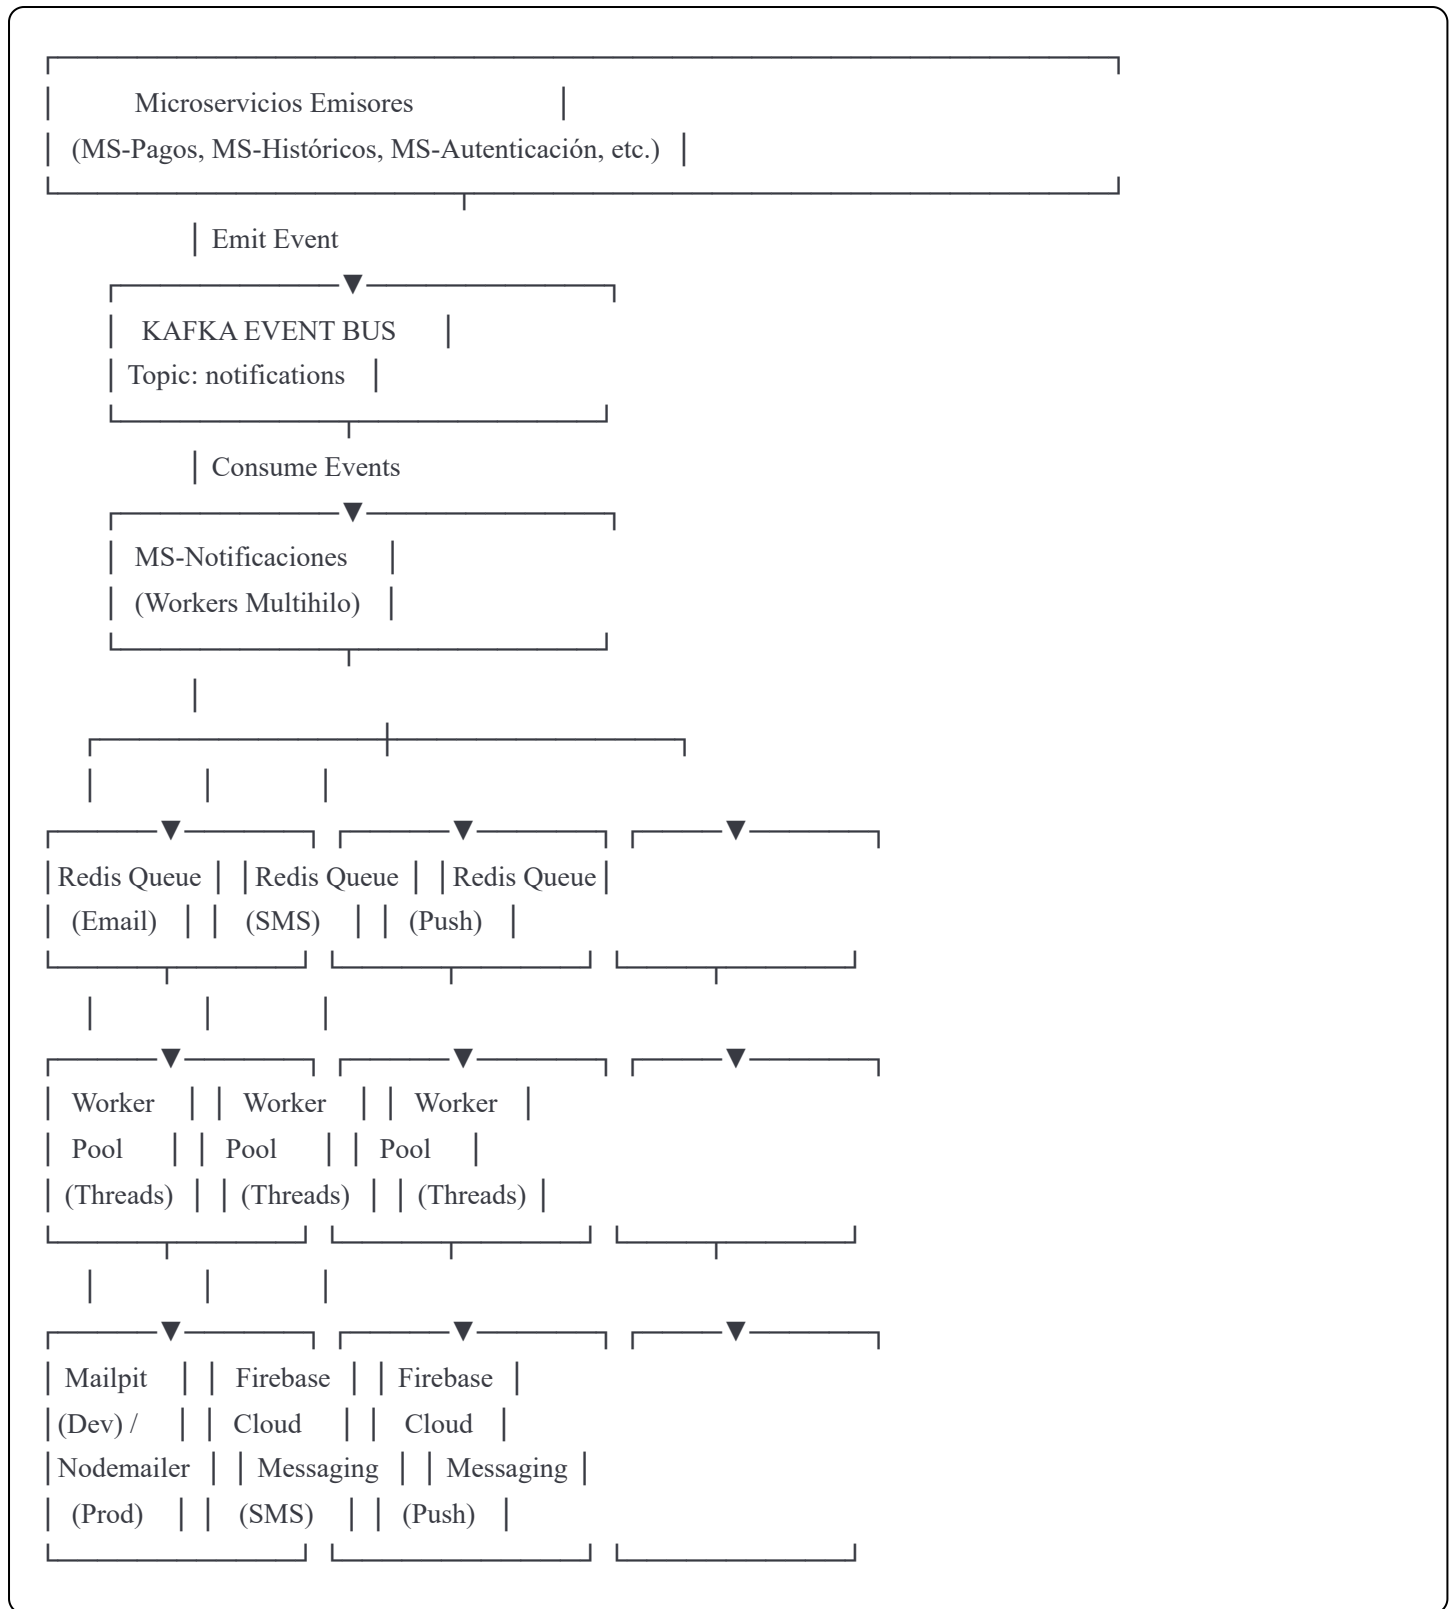 Microservicios Emisores
(MS-Pagos, MS-Históricos, MS-Autenticación, etc.)
Emit Event
KAFKA EVENT BUS
Topic: notifications
Consume Events
MS-Notificaciones
(Workers Multihilo)
Redis Queue Redis Queue Redis Queue
(Email) (SMS) (Push)
Worker Worker Worker
Pool Pool Pool
(Threads) (Threads) (Threads)
Mailpit Firebase Firebase
(Dev) / Cloud Cloud
Nodemailer Messaging Messaging
(Prod) (SMS) (Push)